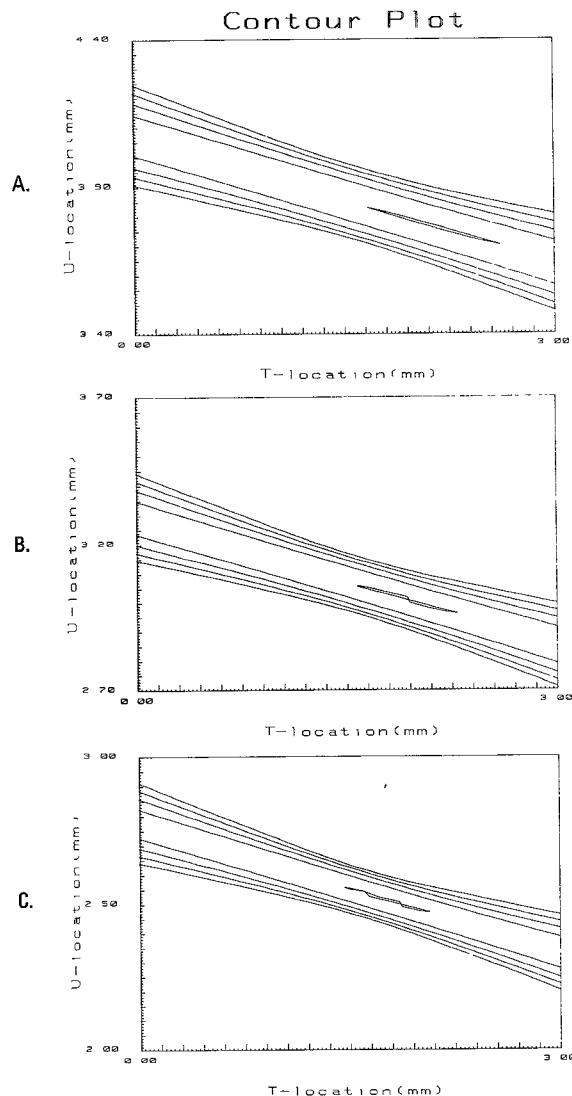 Contour Plot
4 40
A.
U-location(mm)
3 90
3 40
0 00
3 00
T-location(mm)
3 70
B.
U-location(mm)
3 20
2 70
0 00
3 00
T-location(mm)
3 00
C.
U-location(mm)
2 50
2 00
0 00
3 00
T-location(mm)